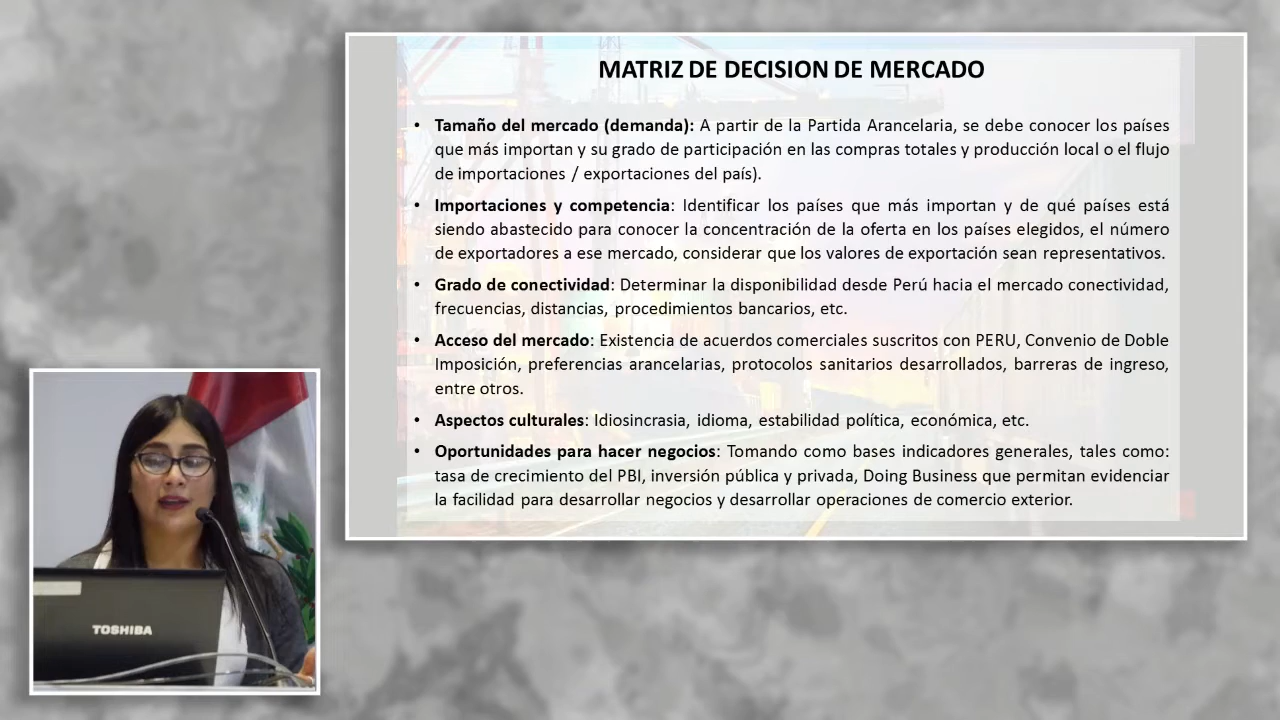 MATRIZ DE DECISION DE MERCADO
• Tamaño del mercado (demanda): A partir de la Partida Arancelaria, se debe conocer los países
que más importan y su grado de participación en las compras totales y producción local o el flujo
de importaciones / exportaciones del país).
• Importaciones y competencia: Identificar los países que más importan y de qué países está
siendo abastecido para conocer la concentración de la oferta en los países elegidos, el número
de exportadores a ese mercado, considerar que los valores de exportación sean representativos.
• Grado de conectividad: Determinar la disponibilidad desde Perú hacia el mercado conectividad,
frecuencias, distancias, procedimientos bancarios, etc.
• Acceso del mercado: Existencia de acuerdos comerciales suscritos con PERU, Convenio de Doble
Imposición, preferencias arancelarias, protocolos sanitarios desarrollados, barreras de ingreso,
entre otros.
• Aspectos culturales: Idiosincrasia, idioma, estabilidad política, económica, etc.
• Oportunidades para hacer negocios: Tomando como bases indicadores generales, tales como:
tasa de crecimiento del PBI, inversión pública y privada, Doing Business que permitan evidenciar
la facilidad para desarrollar negocios y desarrollar operaciones de comercio exterior.
TOSHIBA